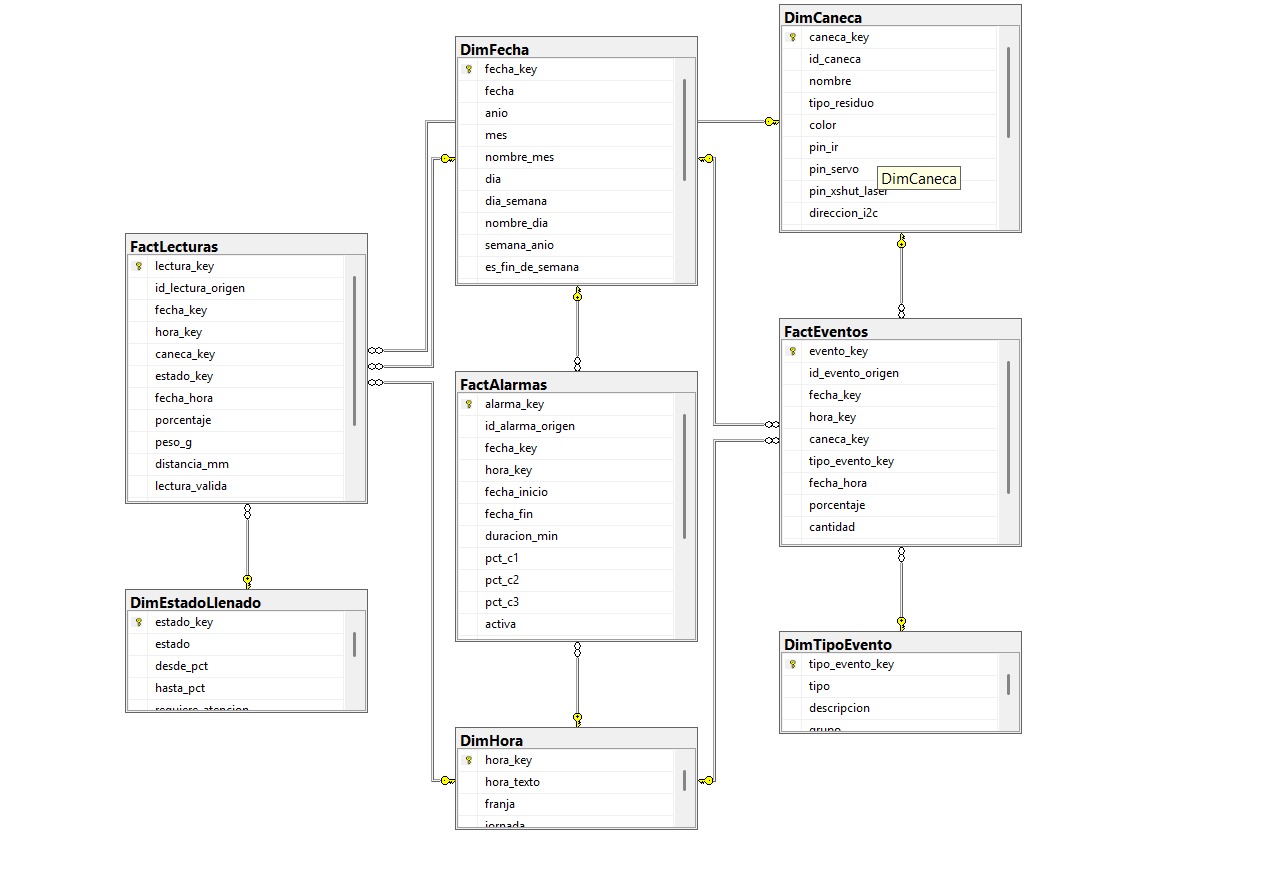 DimCaneca
caneca_key
id_caneca
nombre
tipo_residuo
color
pin_ir
pin_servo
DimCaneca
pin_xshut_laser
direccion_i2c
DimFecha
fecha_key
fecha
anio
mes
nombre_mes
dia
dia_semana
nombre_dia
semana_anio
es_fin_de_semana
FactLecturas
lectura_key
id_lectura_origen
fecha_key
hora_key
caneca_key
estado_key
fecha_hora
porcentaje
peso_g
distancia_mm
lectura_valida
FactAlarmas
alarma_key
id_alarma_origen
fecha_key
hora_key
fecha_inicio
fecha_fin
duracion_min
pct_c1
pct_c2
pct_c3
activa
FactEventos
evento_key
id_evento_origen
fecha_key
hora_key
caneca_key
tipo_evento_key
fecha_hora
porcentaje
cantidad
DimEstadoLlenado
estado_key
estado
desde_pct
hasta_pct
requiere_atencion
DimHora
hora_key
hora_texto
franja
jornada
DimTipoEvento
tipo_evento_key
tipo
descripcion
grupo